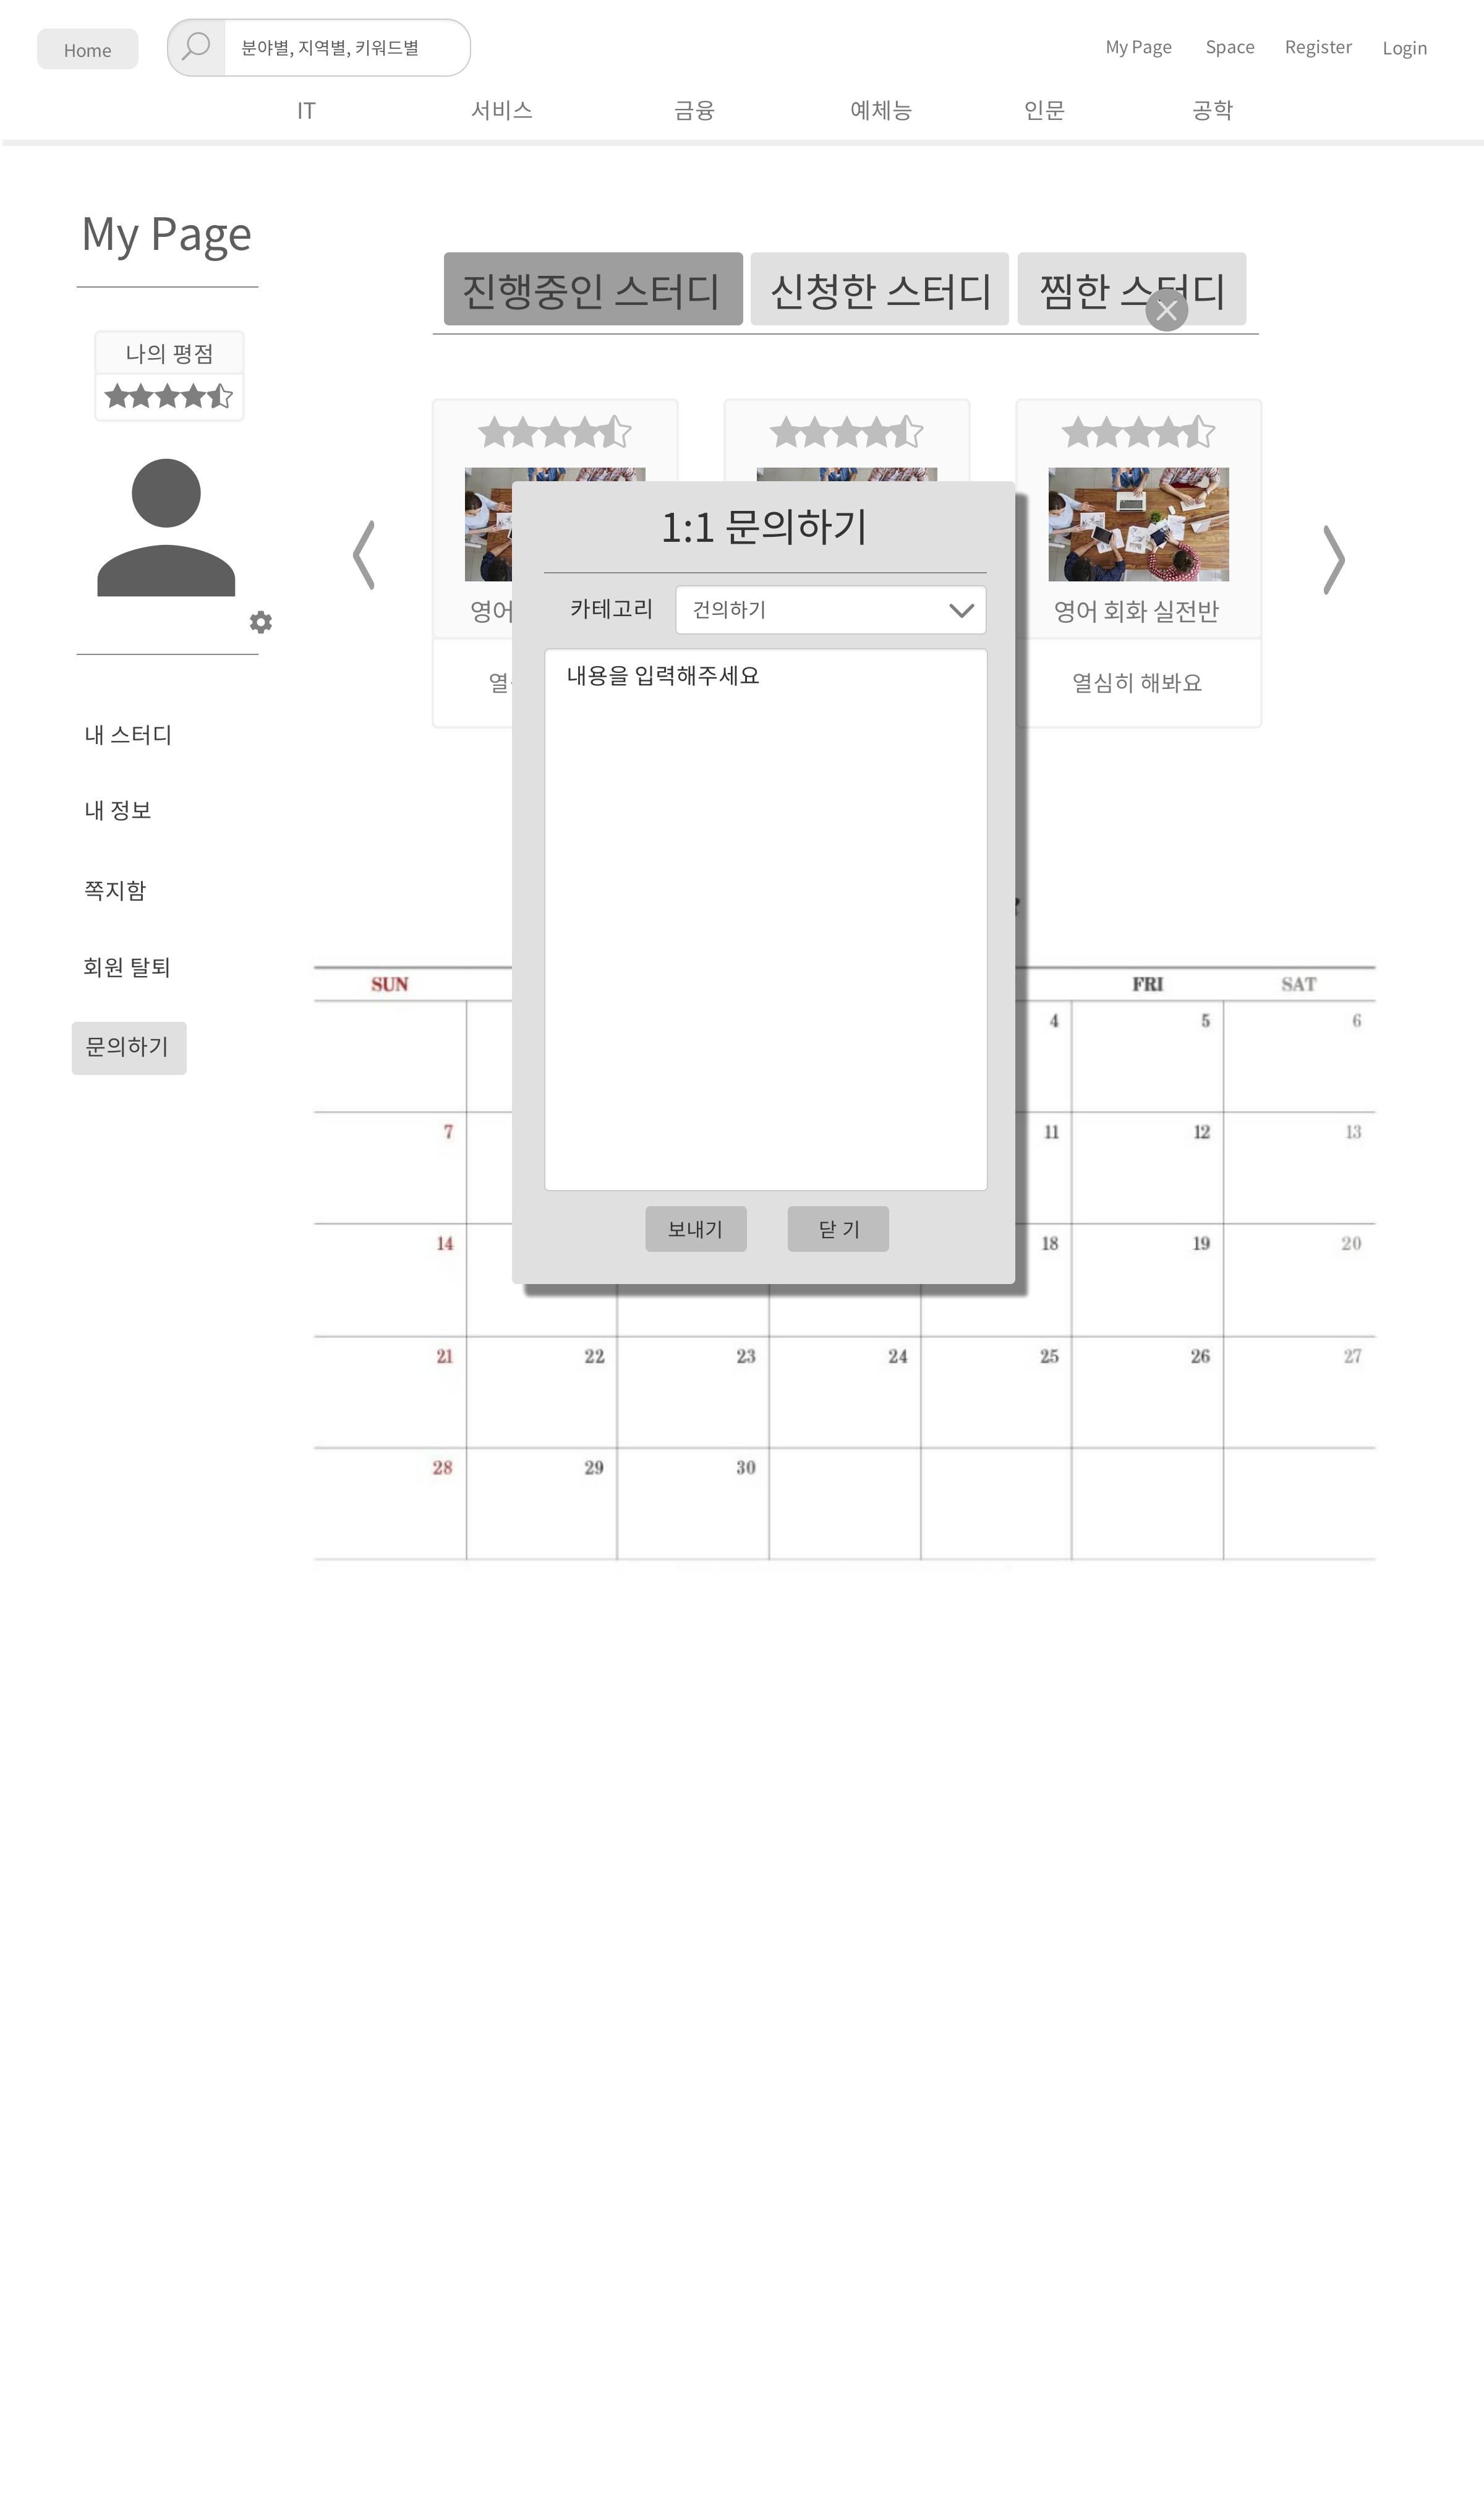 Home
분야별, 지역별, 키워드별
My Page Space Register Login
IT 서비스 금융 예체능 인문 공학
My Page
진행중인 스터디 신청한 스터디 찜한 스터디
나의 평점
내 스터디
내 정보
쪽지함
회원 탈퇴
문의하기
영어
열
영어 회화 실전반
열심히 해봐요
1:1 문의하기
카테고리 건의하기
내용을 입력해주세요
보내기 닫 기
SUN FRI SAT
4 5 6
7 11 12 13
14 18 19 20
21 22 23 24 25 26 27
28 29 30